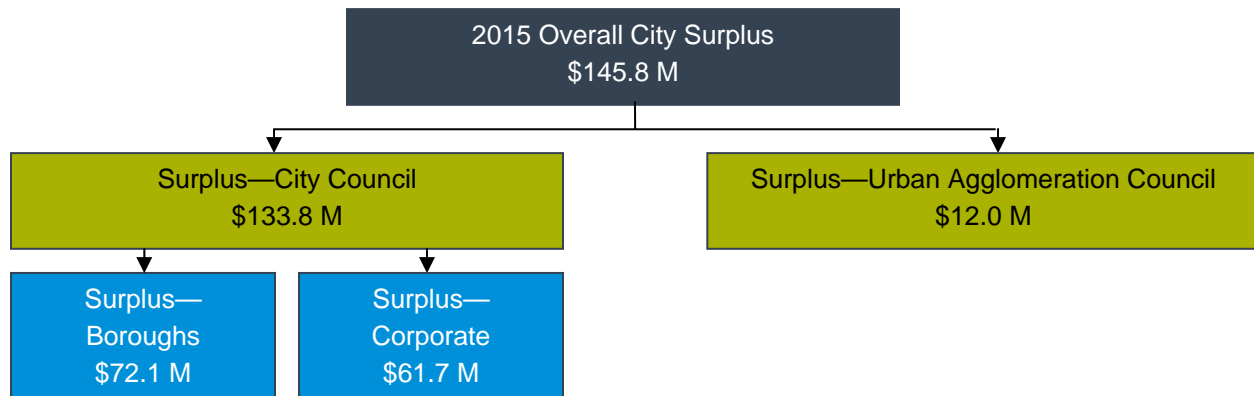 2015 Overall City Surplus
$145.8 M
Surplus—City Council
$133.8 M
Surplus—Urban Agglomeration Council
$12.0 M
Surplus—
Boroughs
$72.1 M
Surplus—
Corporate
$61.7 M